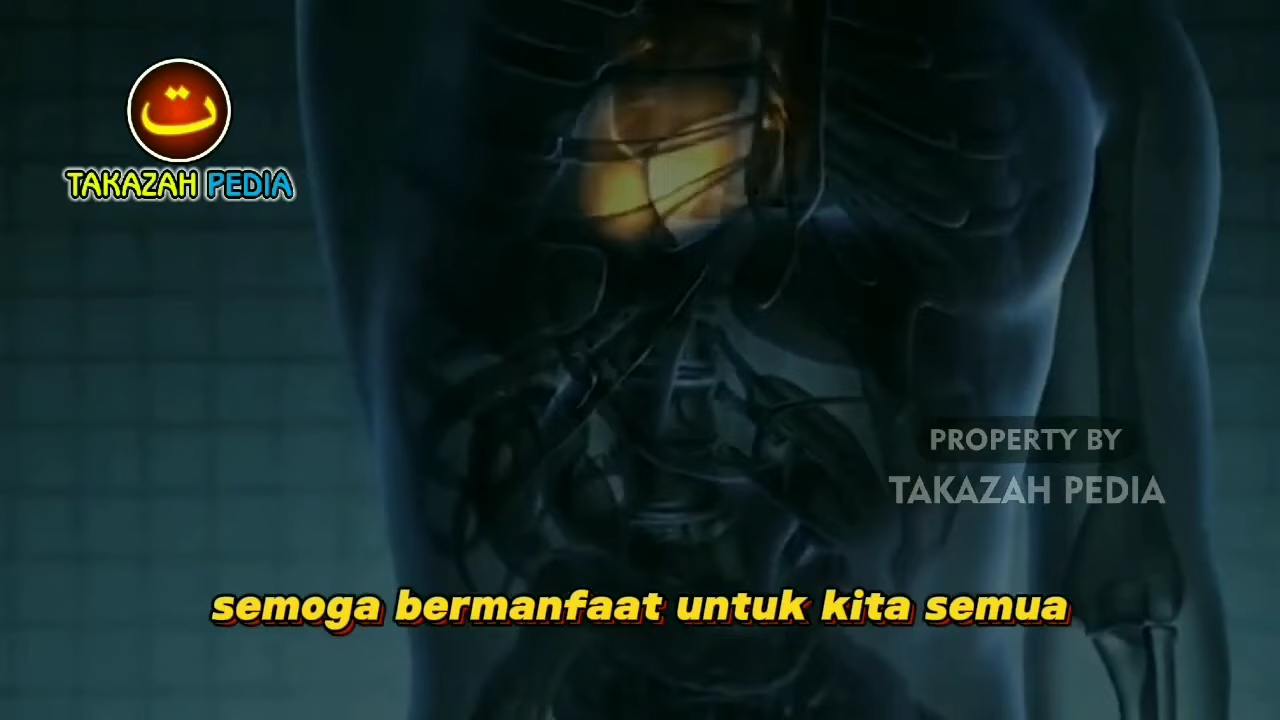 ت
TAKAZAH PEDIA
PROPERTY BY
TAKAZAH PEDIA
semoga bermanfaat untuk kita semua